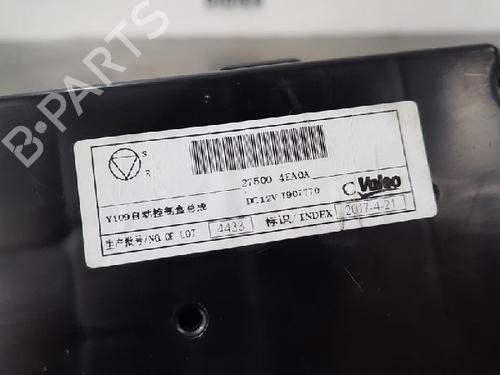 B-PARTS
S
E
27500 4EA0A
Y109自动控制盒总成 DC12V T907770 Valeo
生产批号/NO.OF LOT 4433 标识/INDEX 2017-4-21